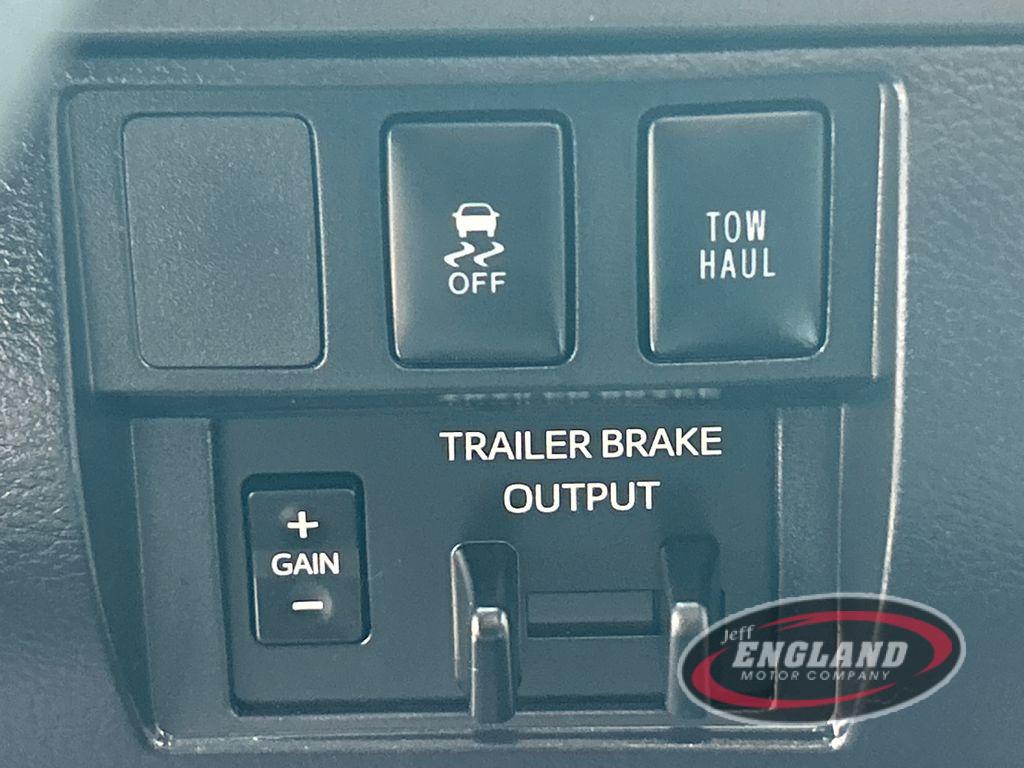 OFF
TOW
HAUL
TRAILER BRAKE
OUTPUT
+
GAIN
-
Jeff
ENGLAND
MOTOR COMPANY